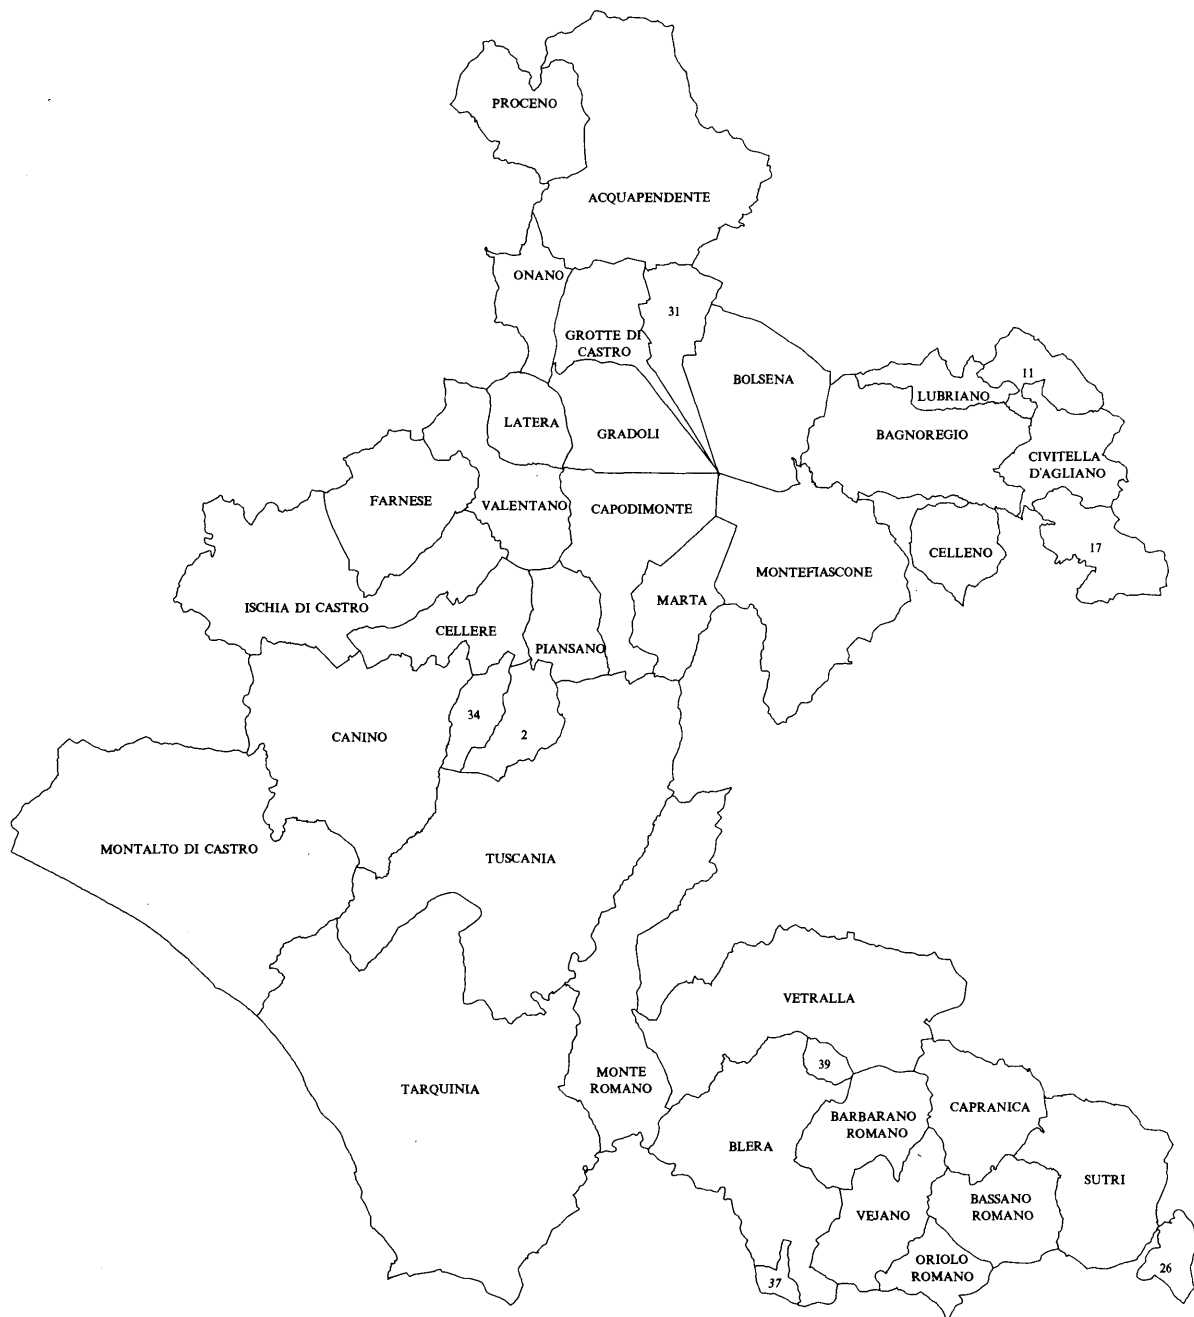 PROCENO
ACQUAPENDENTE
ONANO
31
GROTTE DI
CASTRO
BOLSENA
11
LUBRIANO
LATERA
GRADOLI
BAGNOREGIO
CIVITELLA
D'AGLIANO
FARNESE
VALENTANO
CAPODIMONTE
CELLENO
17
MONTEFIASCONE
ISCHIA DI CASTRO
MARTA
CELLERE
PIANSANO
34
2
CANINO
MONTALTO DI CASTRO
TUSCANIA
VETRALLA
39
TARQUINIA
MONTE
ROMANO
BARBARANO
ROMANO
CAPRANICA
BLERA
SUTRI
VEJANO
BASSANO
ROMANO
ORIOLO
ROMANO
37
26